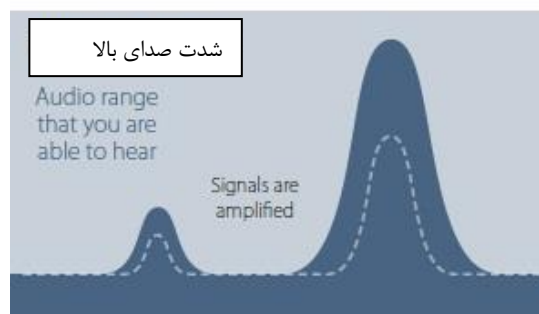 شدت صدای بالا
Audio range
that you are
able to hear
Signals are
amplified